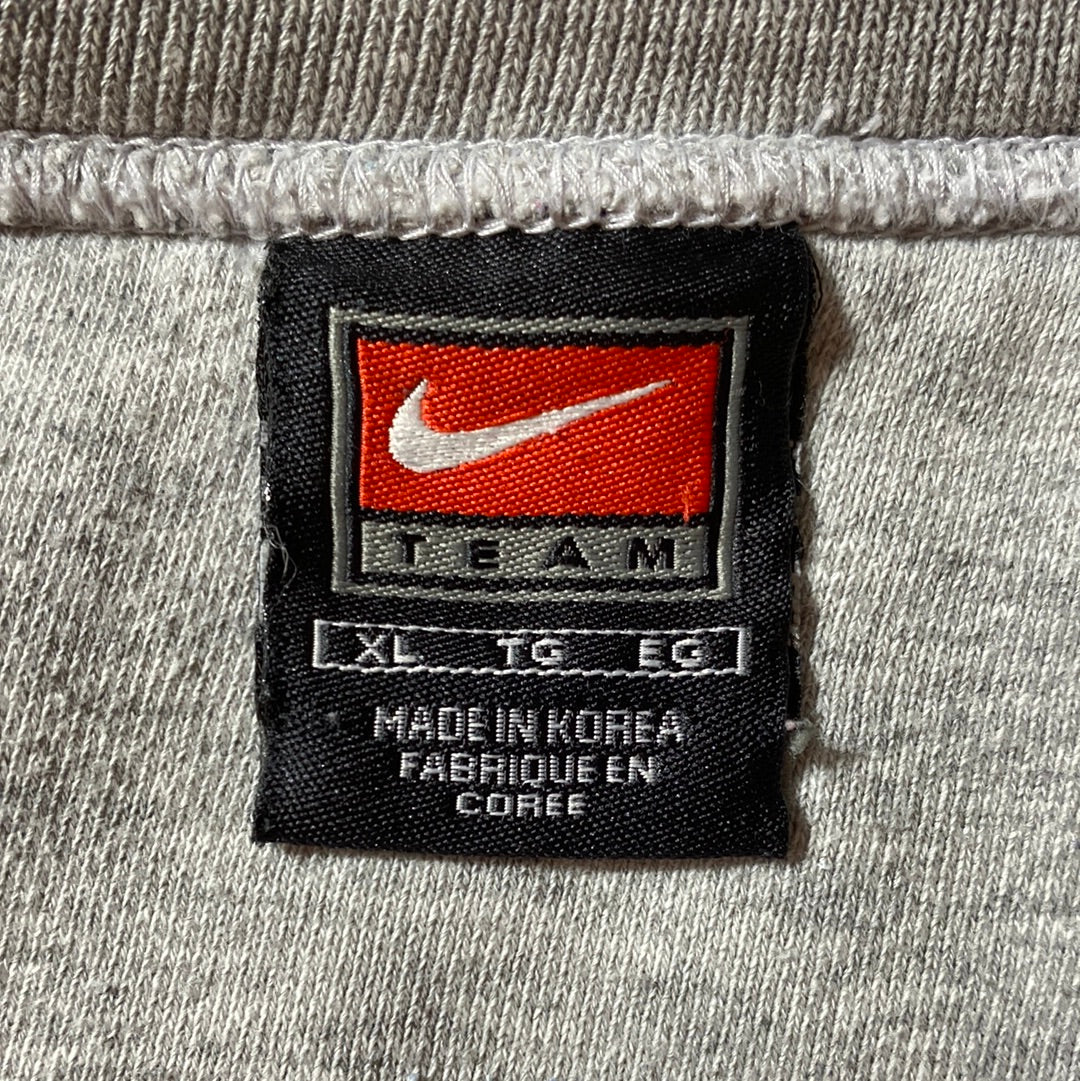 TEAM
XL TG EG
MADE IN KOREA
FABRIQUE EN
COREE